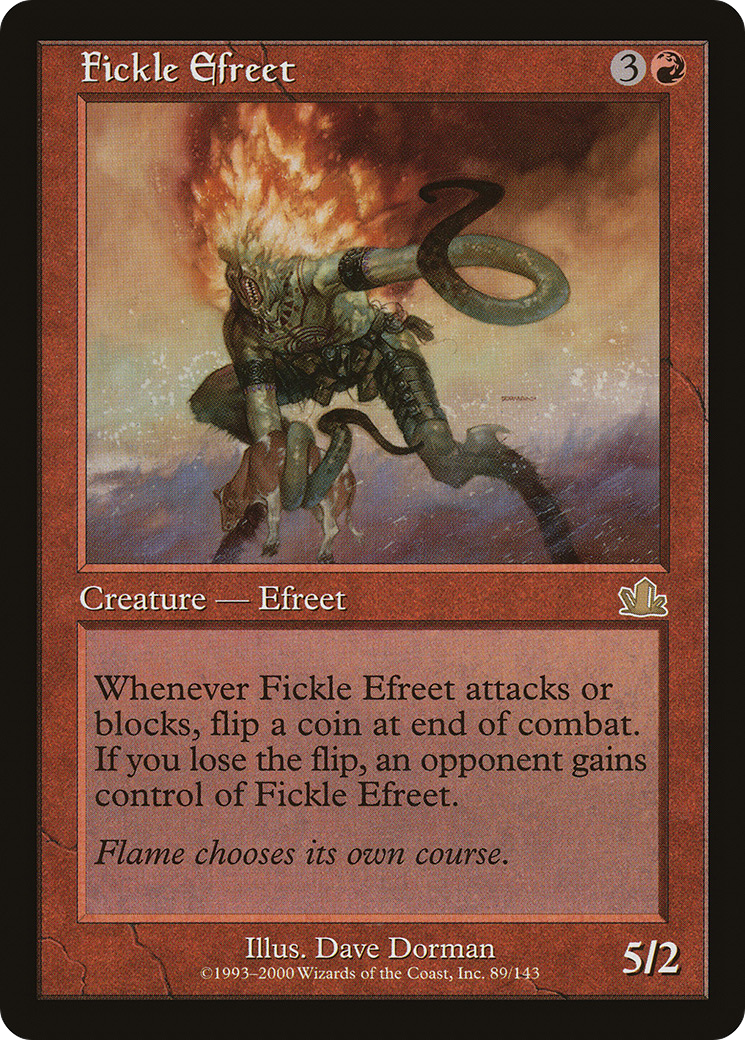 Fickle Efreet
3
Creature — Efreet
Whenever Fickle Efreet attacks or
blocks, flip a coin at end of combat.
If you lose the flip, an opponent gains
control of Fickle Efreet.
Flame chooses its own course.
Illus. Dave Dorman
©1993–2000 Wizards of the Coast, Inc. 89/143
5/2